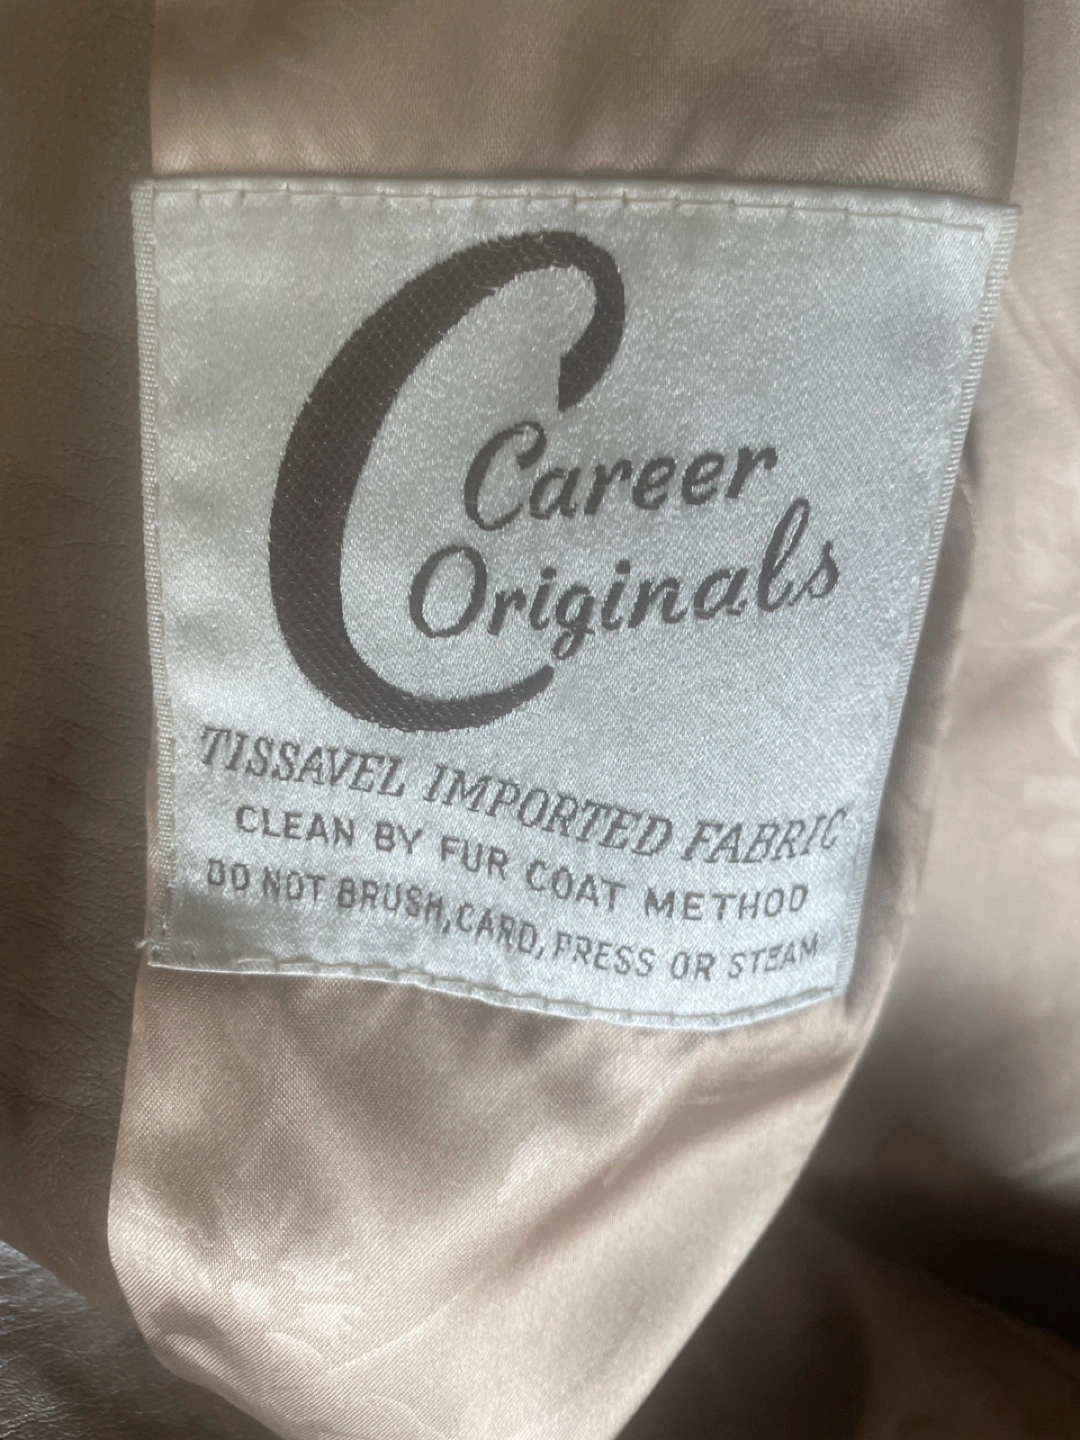 C
Career
Originals
TISSAVEL IMPORTED FABRIC
CLEAN BY FUR COAT METHOD
DO NOT BRUSH, CARD, PRESS OR STEAM